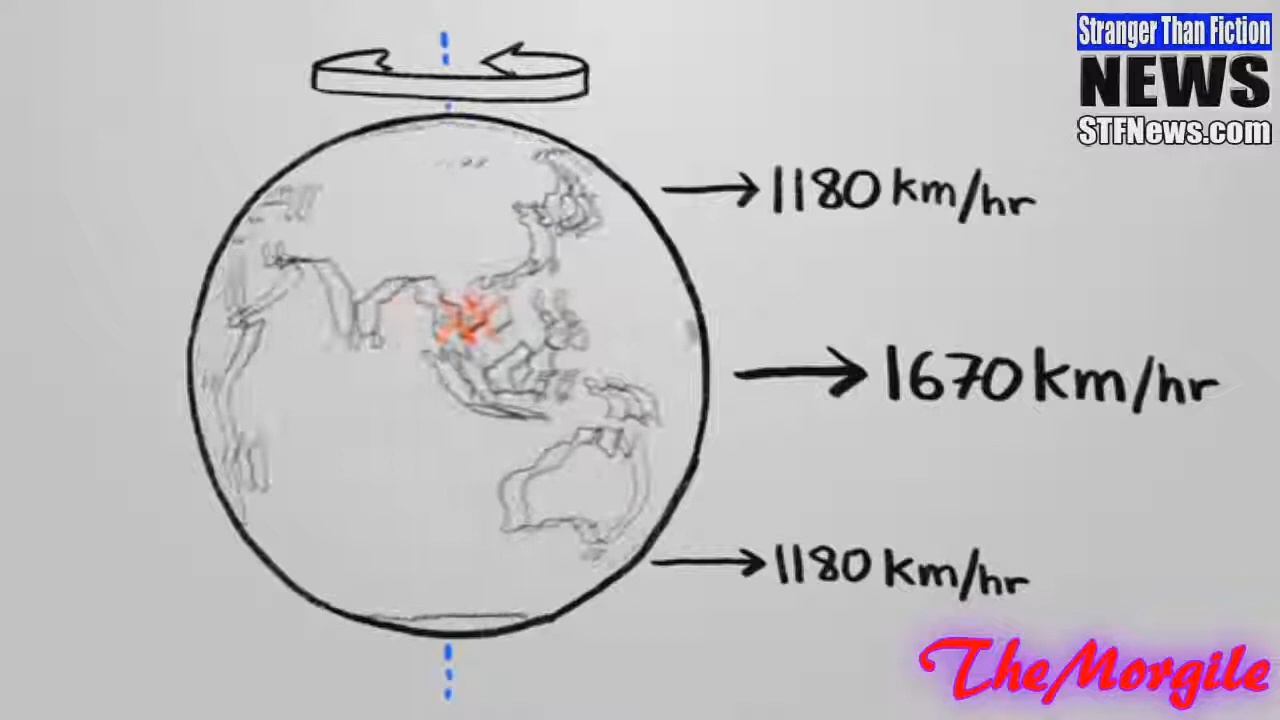 Stranger Than Fiction
NEWS
STFNews.com
1180 km/hr
1670 km/hr
1180 km/hr
TheMorgile